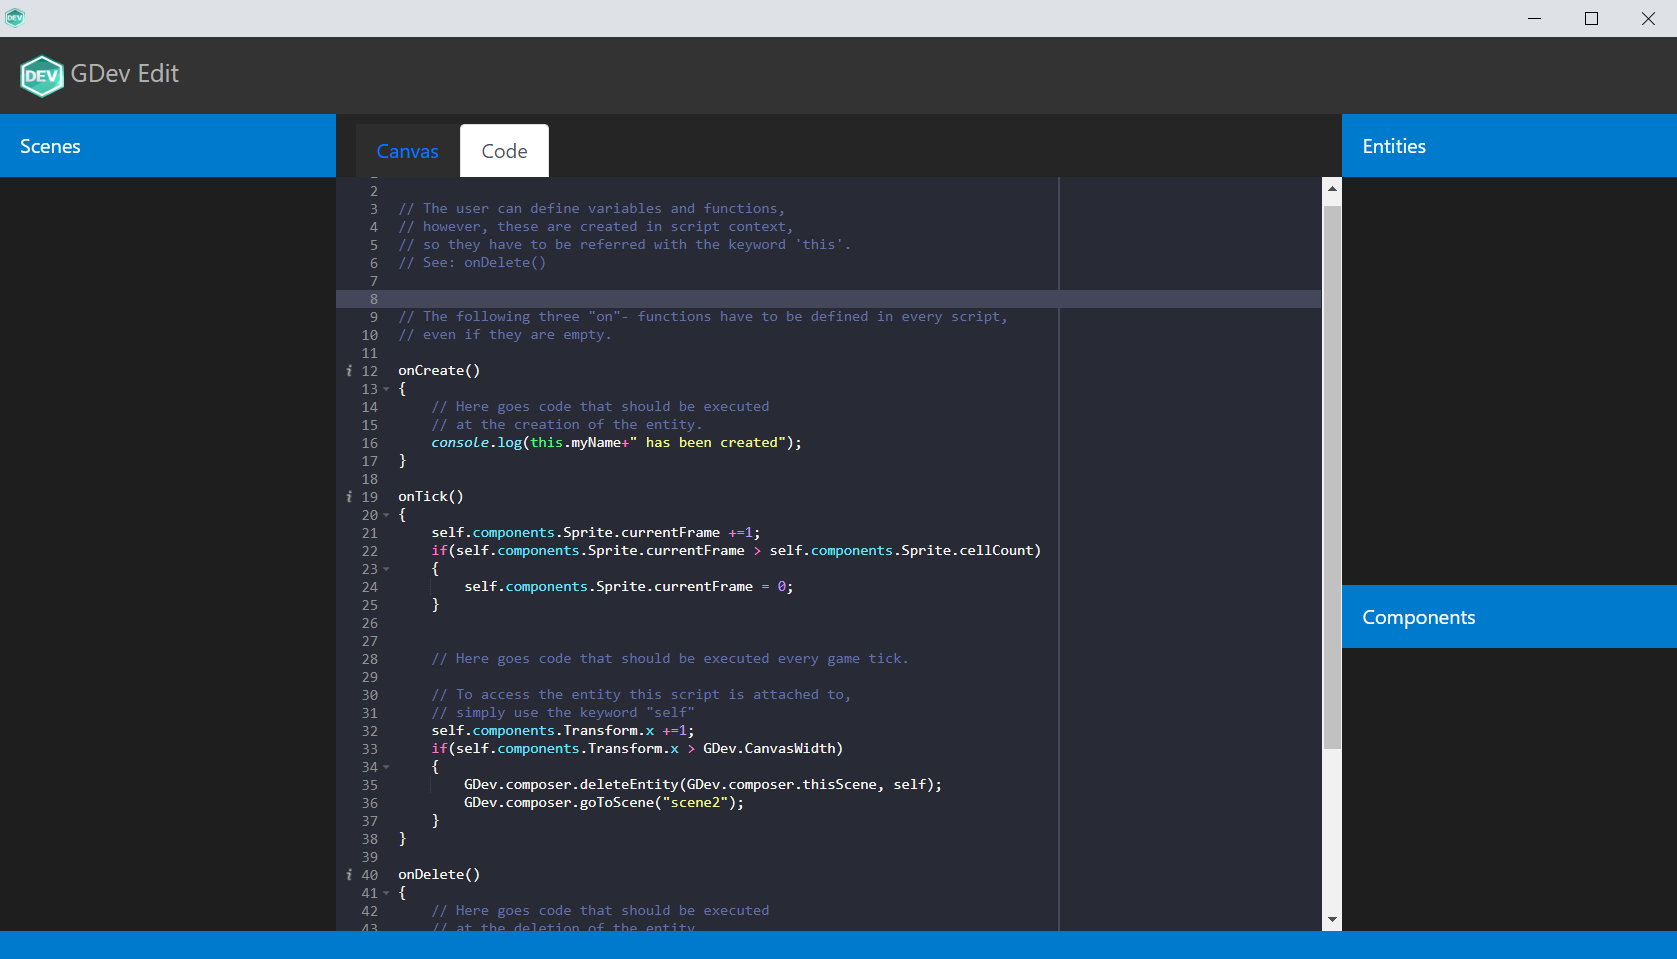 DEV
DEV GDev Edit
Scenes
Canvas
Code
Entities
Components
2
3 // The user can define variables and functions,
4 // however, these are created in script context,
5 // so they have to be referred with the keyword 'this'.
6 // See: onDelete()
7
8
9 // The following three "on"- functions have to be defined in every script,
10 // even if they are empty.
11
i 12 onCreate()
13 {
14 // Here goes code that should be executed
15 // at the creation of the entity.
16 console.log(this.myName+" has been created");
17 }
18
i 19 onTick()
20 {
21 self.components.Sprite.currentFrame +=1;
22 if(self.components.Sprite.currentFrame > self.components.Sprite.cellCount)
23 {
24 self.components.Sprite.currentFrame = 0;
25 }
26
27
28 // Here goes code that should be executed every game tick.
29
30 // To access the entity this script is attached to,
31 // simply use the keyword "self"
32 self.components.Transform.x +=1;
33 if(self.components.Transform.x > GDev.CanvasWidth)
34 {
35 GDev.composer.deleteEntity(GDev.composer.thisScene, self);
36 GDev.composer.goToScene("scene2");
37 }
38 }
39
i 40 onDelete()
41 {
42 // Here goes code that should be executed
43 // at the deletion of the entity